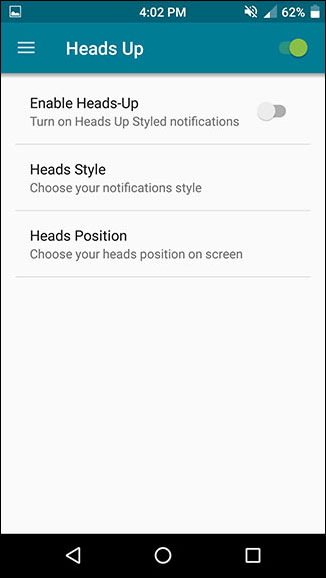 4:02 PM 62%
Heads Up
Enable Heads-Up
Turn on Heads Up Styled notifications
Heads Style
Choose your notifications style
Heads Position
Choose your heads position on screen